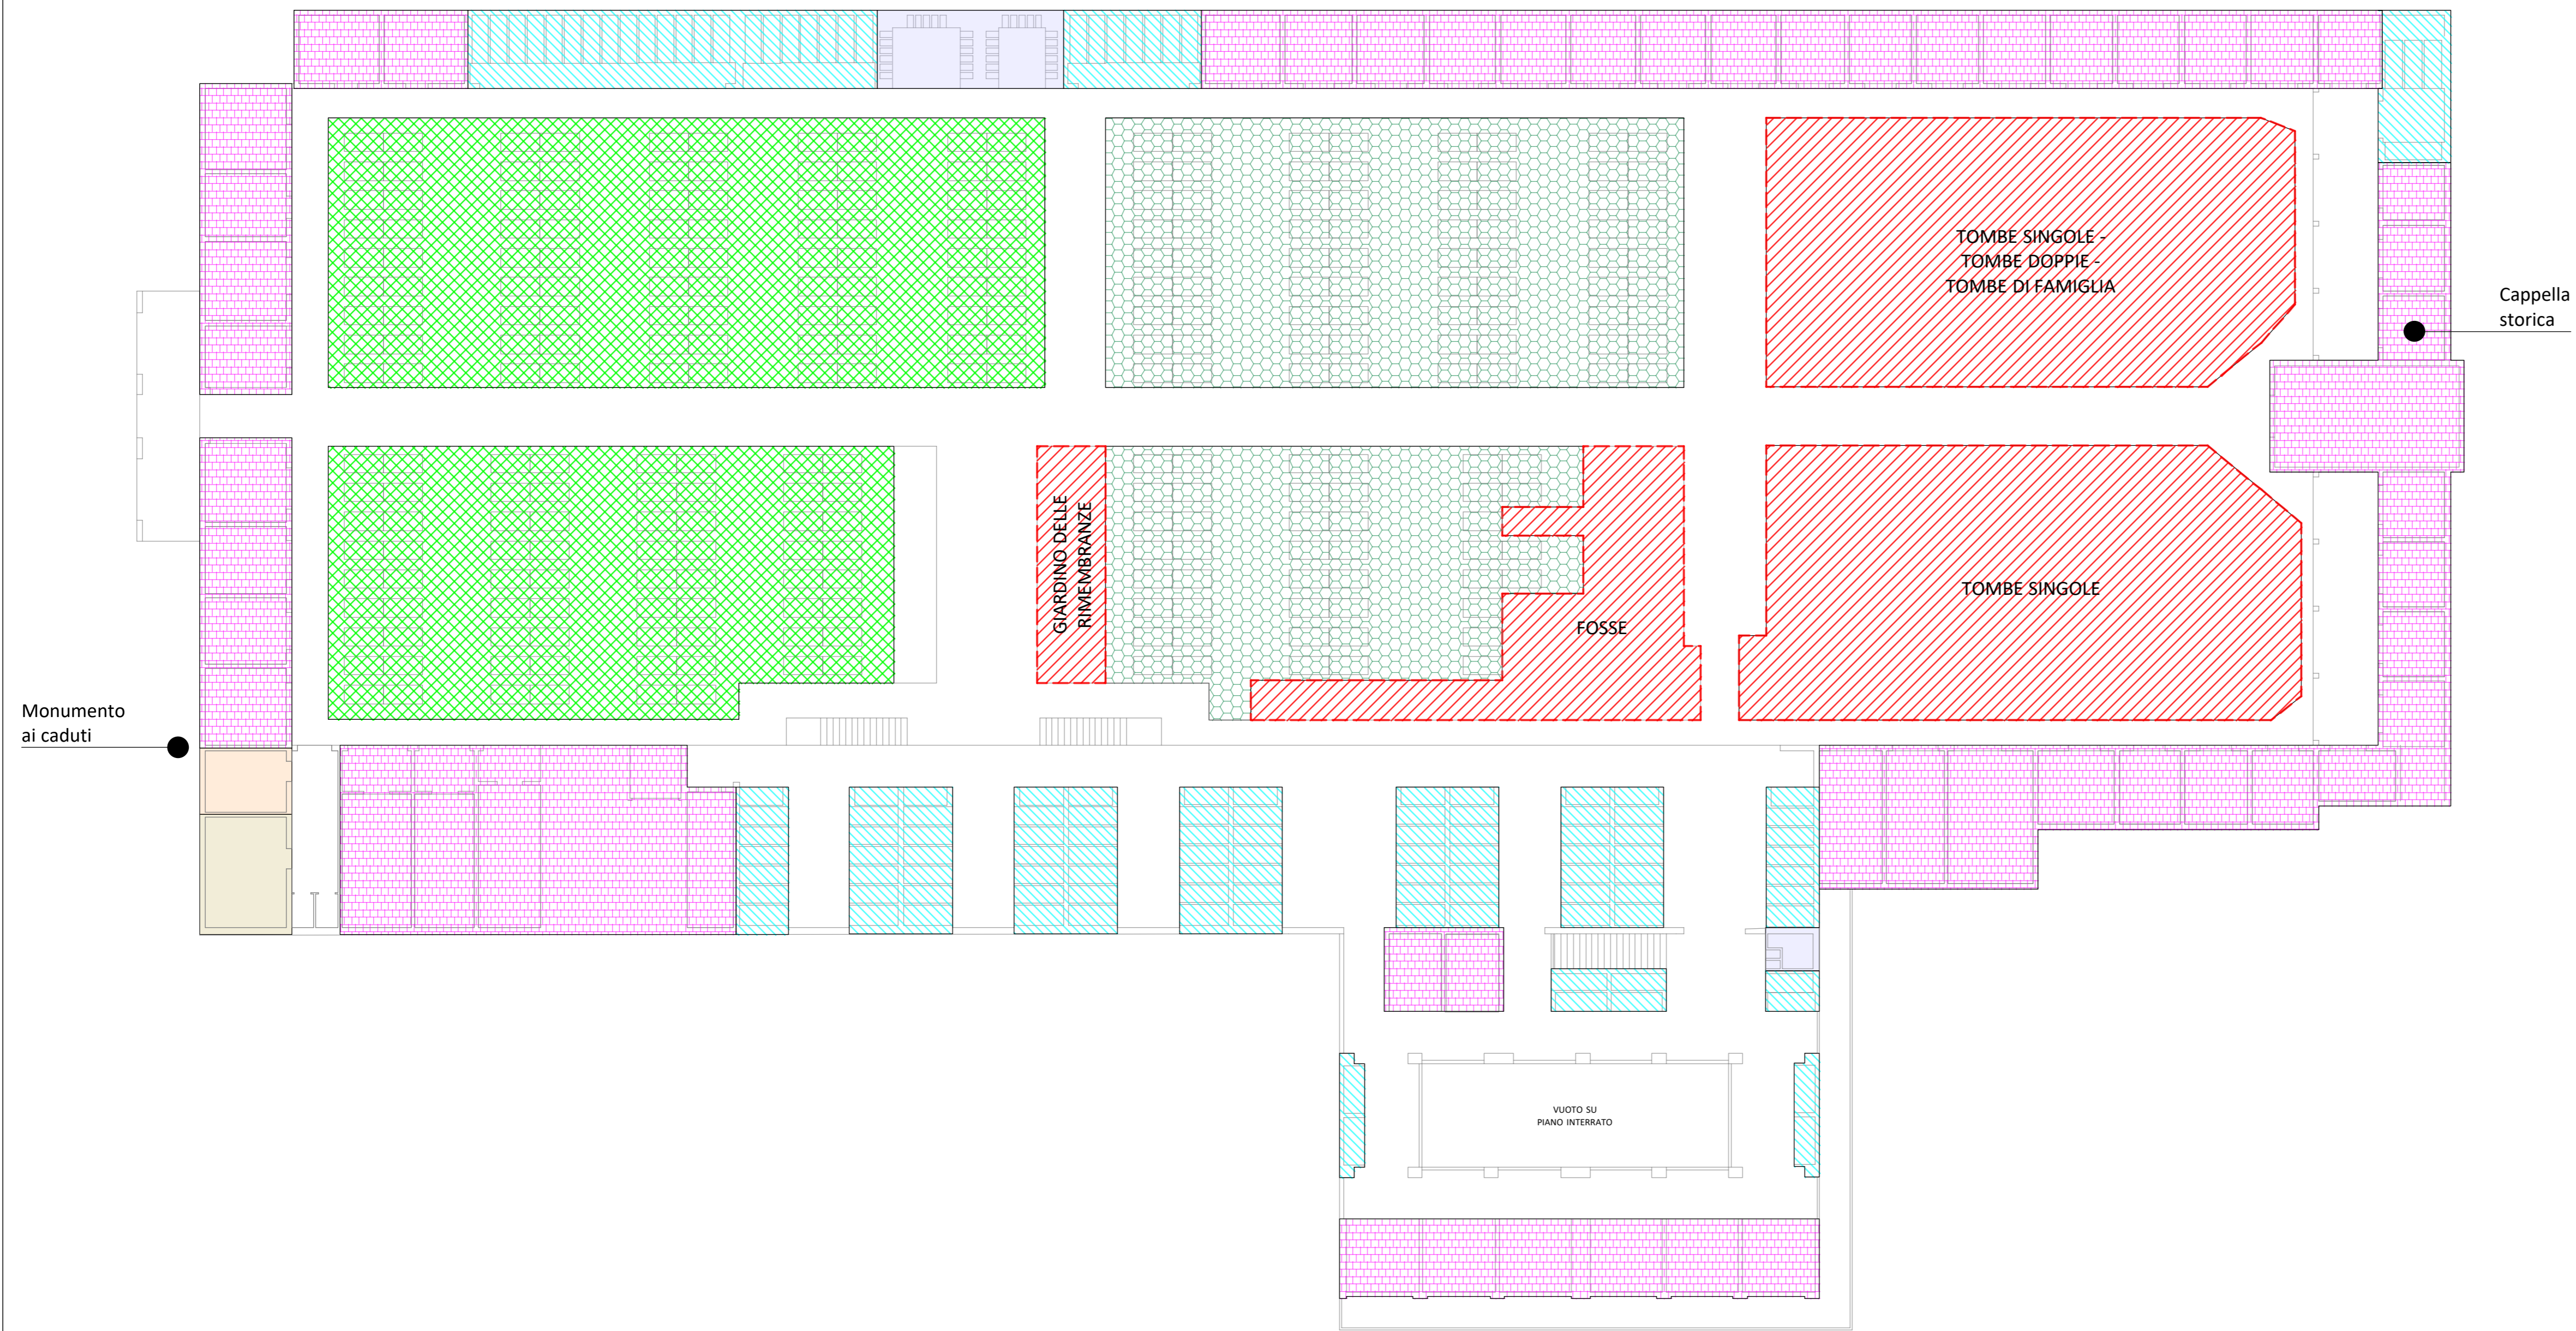 TOMBE SINGOLE -
TOMBE DOPPIE -
TOMBE DI FAMIGLIA
Cappella
storica
GIARDINO DELLE
RIMEMBRANZE
TOMBE SINGOLE
FOSSE
Monumento
ai caduti
VUOTO SU
PIANO INTERRATO